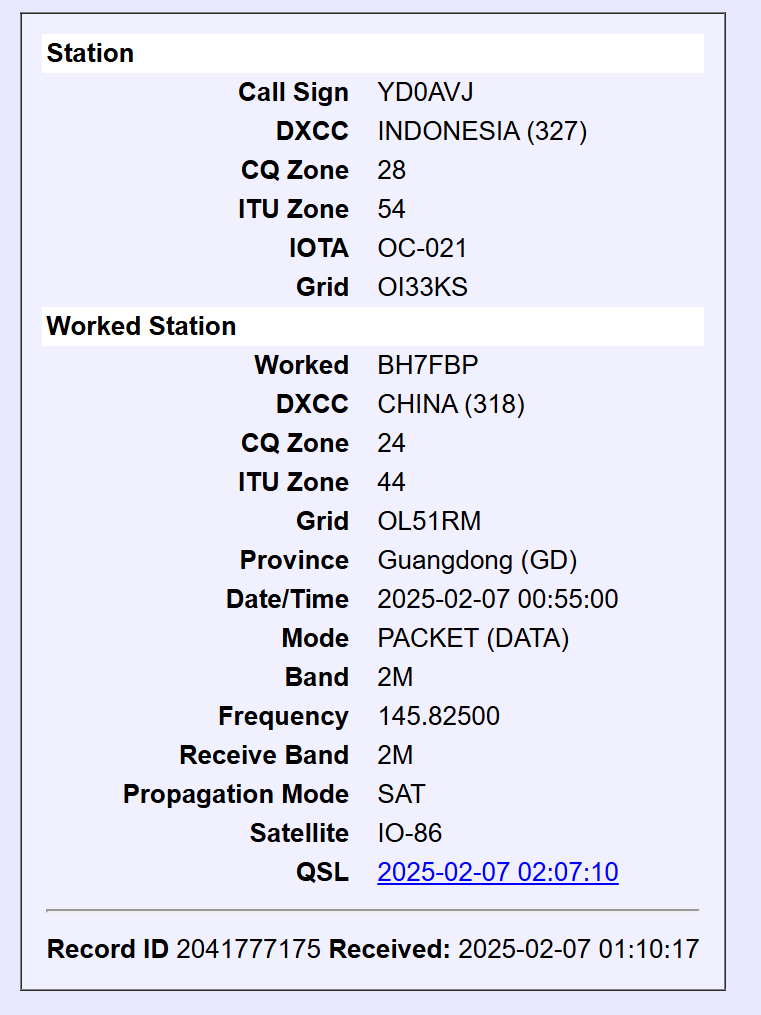 Station
Call Sign YD0AVJ
DXCC INDONESIA (327)
CQ Zone 28
ITU Zone 54
IOTA OC-021
Grid OI33KS
Worked Station
Worked BH7FBP
DXCC CHINA (318)
CQ Zone 24
ITU Zone 44
Grid OL51RM
Province Guangdong (GD)
Date/Time 2025-02-07 00:55:00
Mode PACKET (DATA)
Band 2M
Frequency 145.82500
Receive Band 2M
Propagation Mode SAT
Satellite IO-86
QSL 2025-02-07 02:07:10
Record ID 2041777175 Received: 2025-02-07 01:10:17